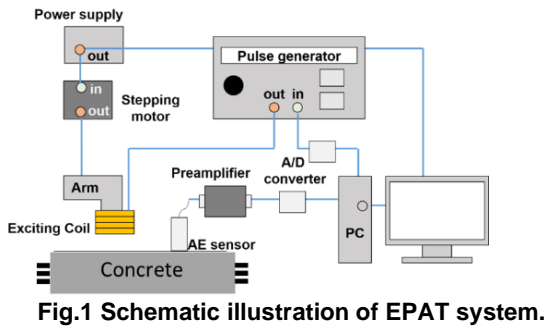 Power supply
out
Pulse generator
in
out
Stepping
motor
out in
A/D
converter
Preamplifier
Arm
Exciting Coil
AE sensor
PC
Concrete
Fig.1 Schematic illustration of EPAT system.